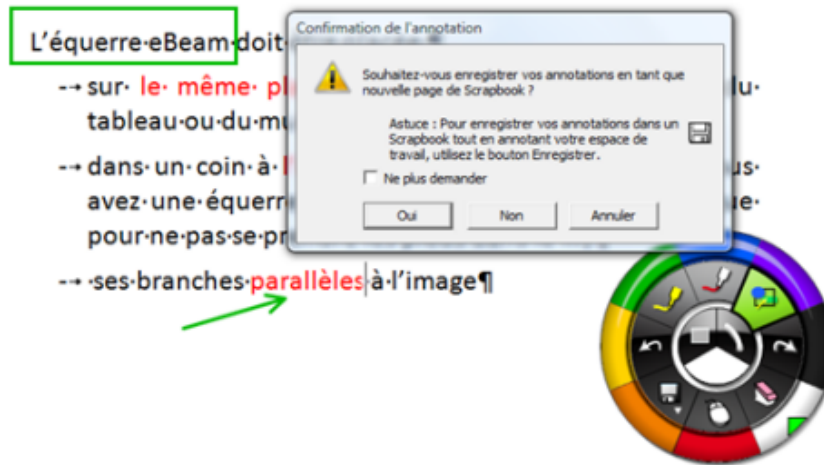 L'équerre·eBeam·doit
--→ sur· le· même· pl
tableau·ou·du·mu
--→ dans·un·coin·à·
avez·une·équerr
pour·ne·pas·se·pr
--→ ·ses·branches·parallèles·à·l'image¶
Confirmation de l'annotation
Souhaitez-vous enregistrer vos annotations en tant que
nouvelle page de Scrapbook ?
Astuce : Pour enregistrer vos annotations dans un
Scrapbook tout en annotant votre espace de
travail, utilisez le bouton Enregistrer.
Ne plus demander
Oui Non Annuler